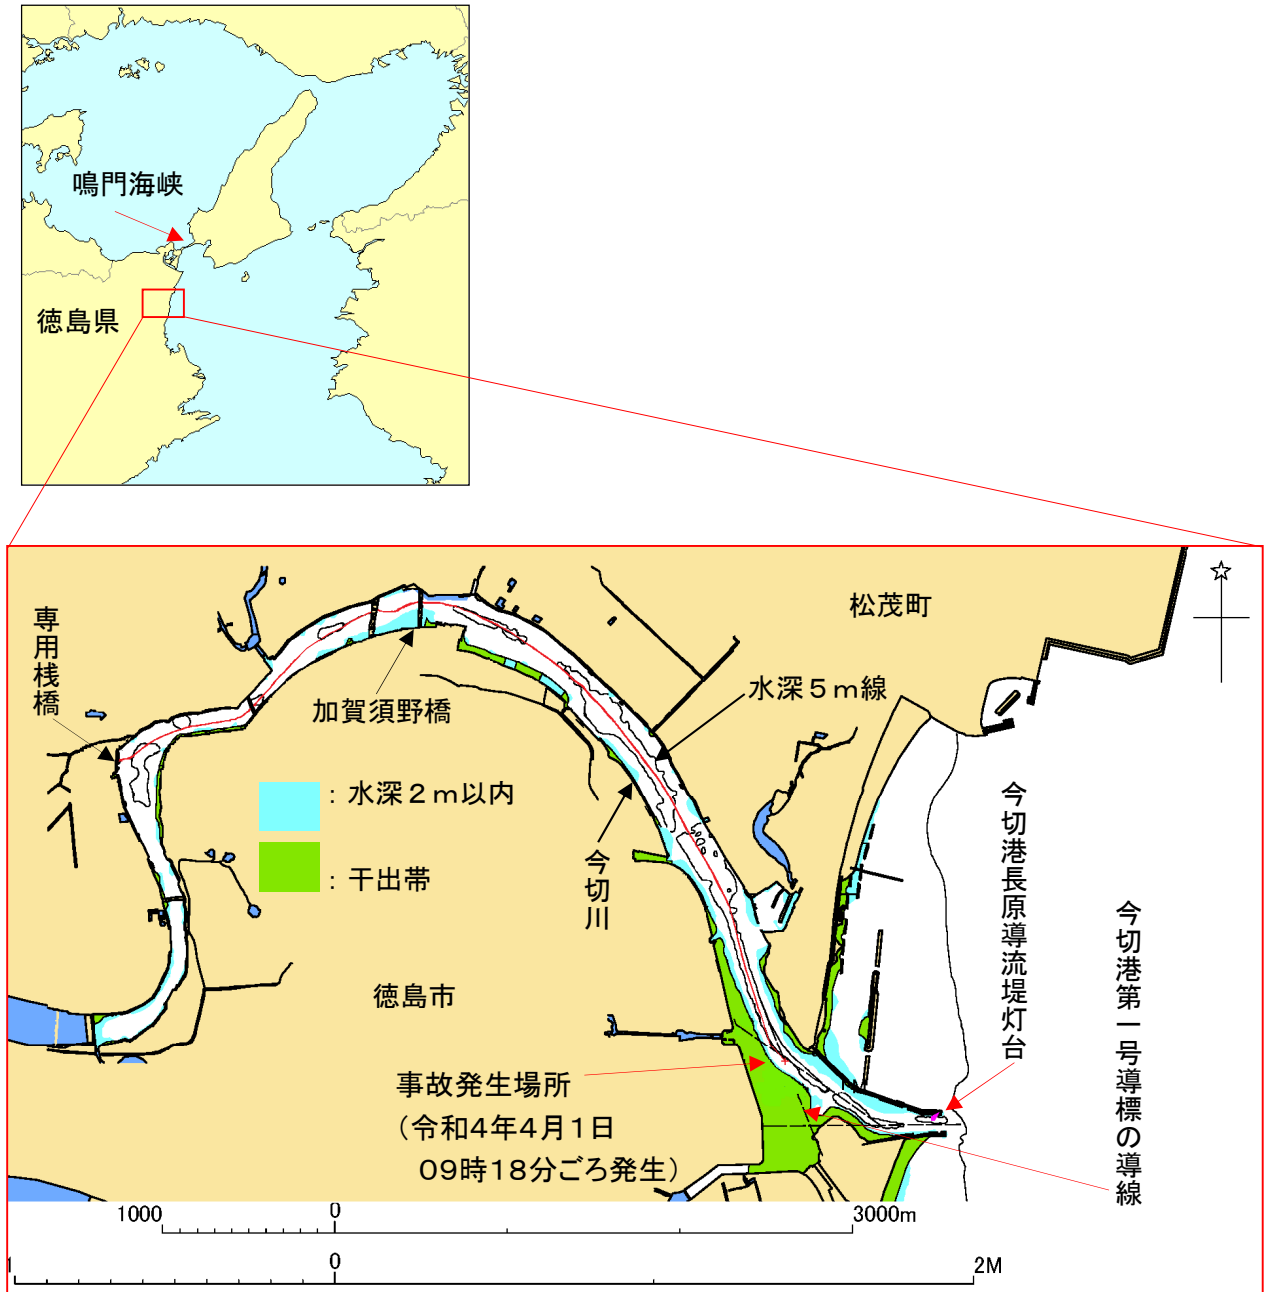 鳴門海峡
徳島県
専用桟橋
加賀須野橋
松茂町
水深5m線
：水深2m以内
：干出帯
今切川
今切港長原導流堤灯台
今切港第一号導標の導線
徳島市
事故発生場所
（令和4年4月1日
09時18分ごろ発生）
1000 0 3000m
1 0 2M